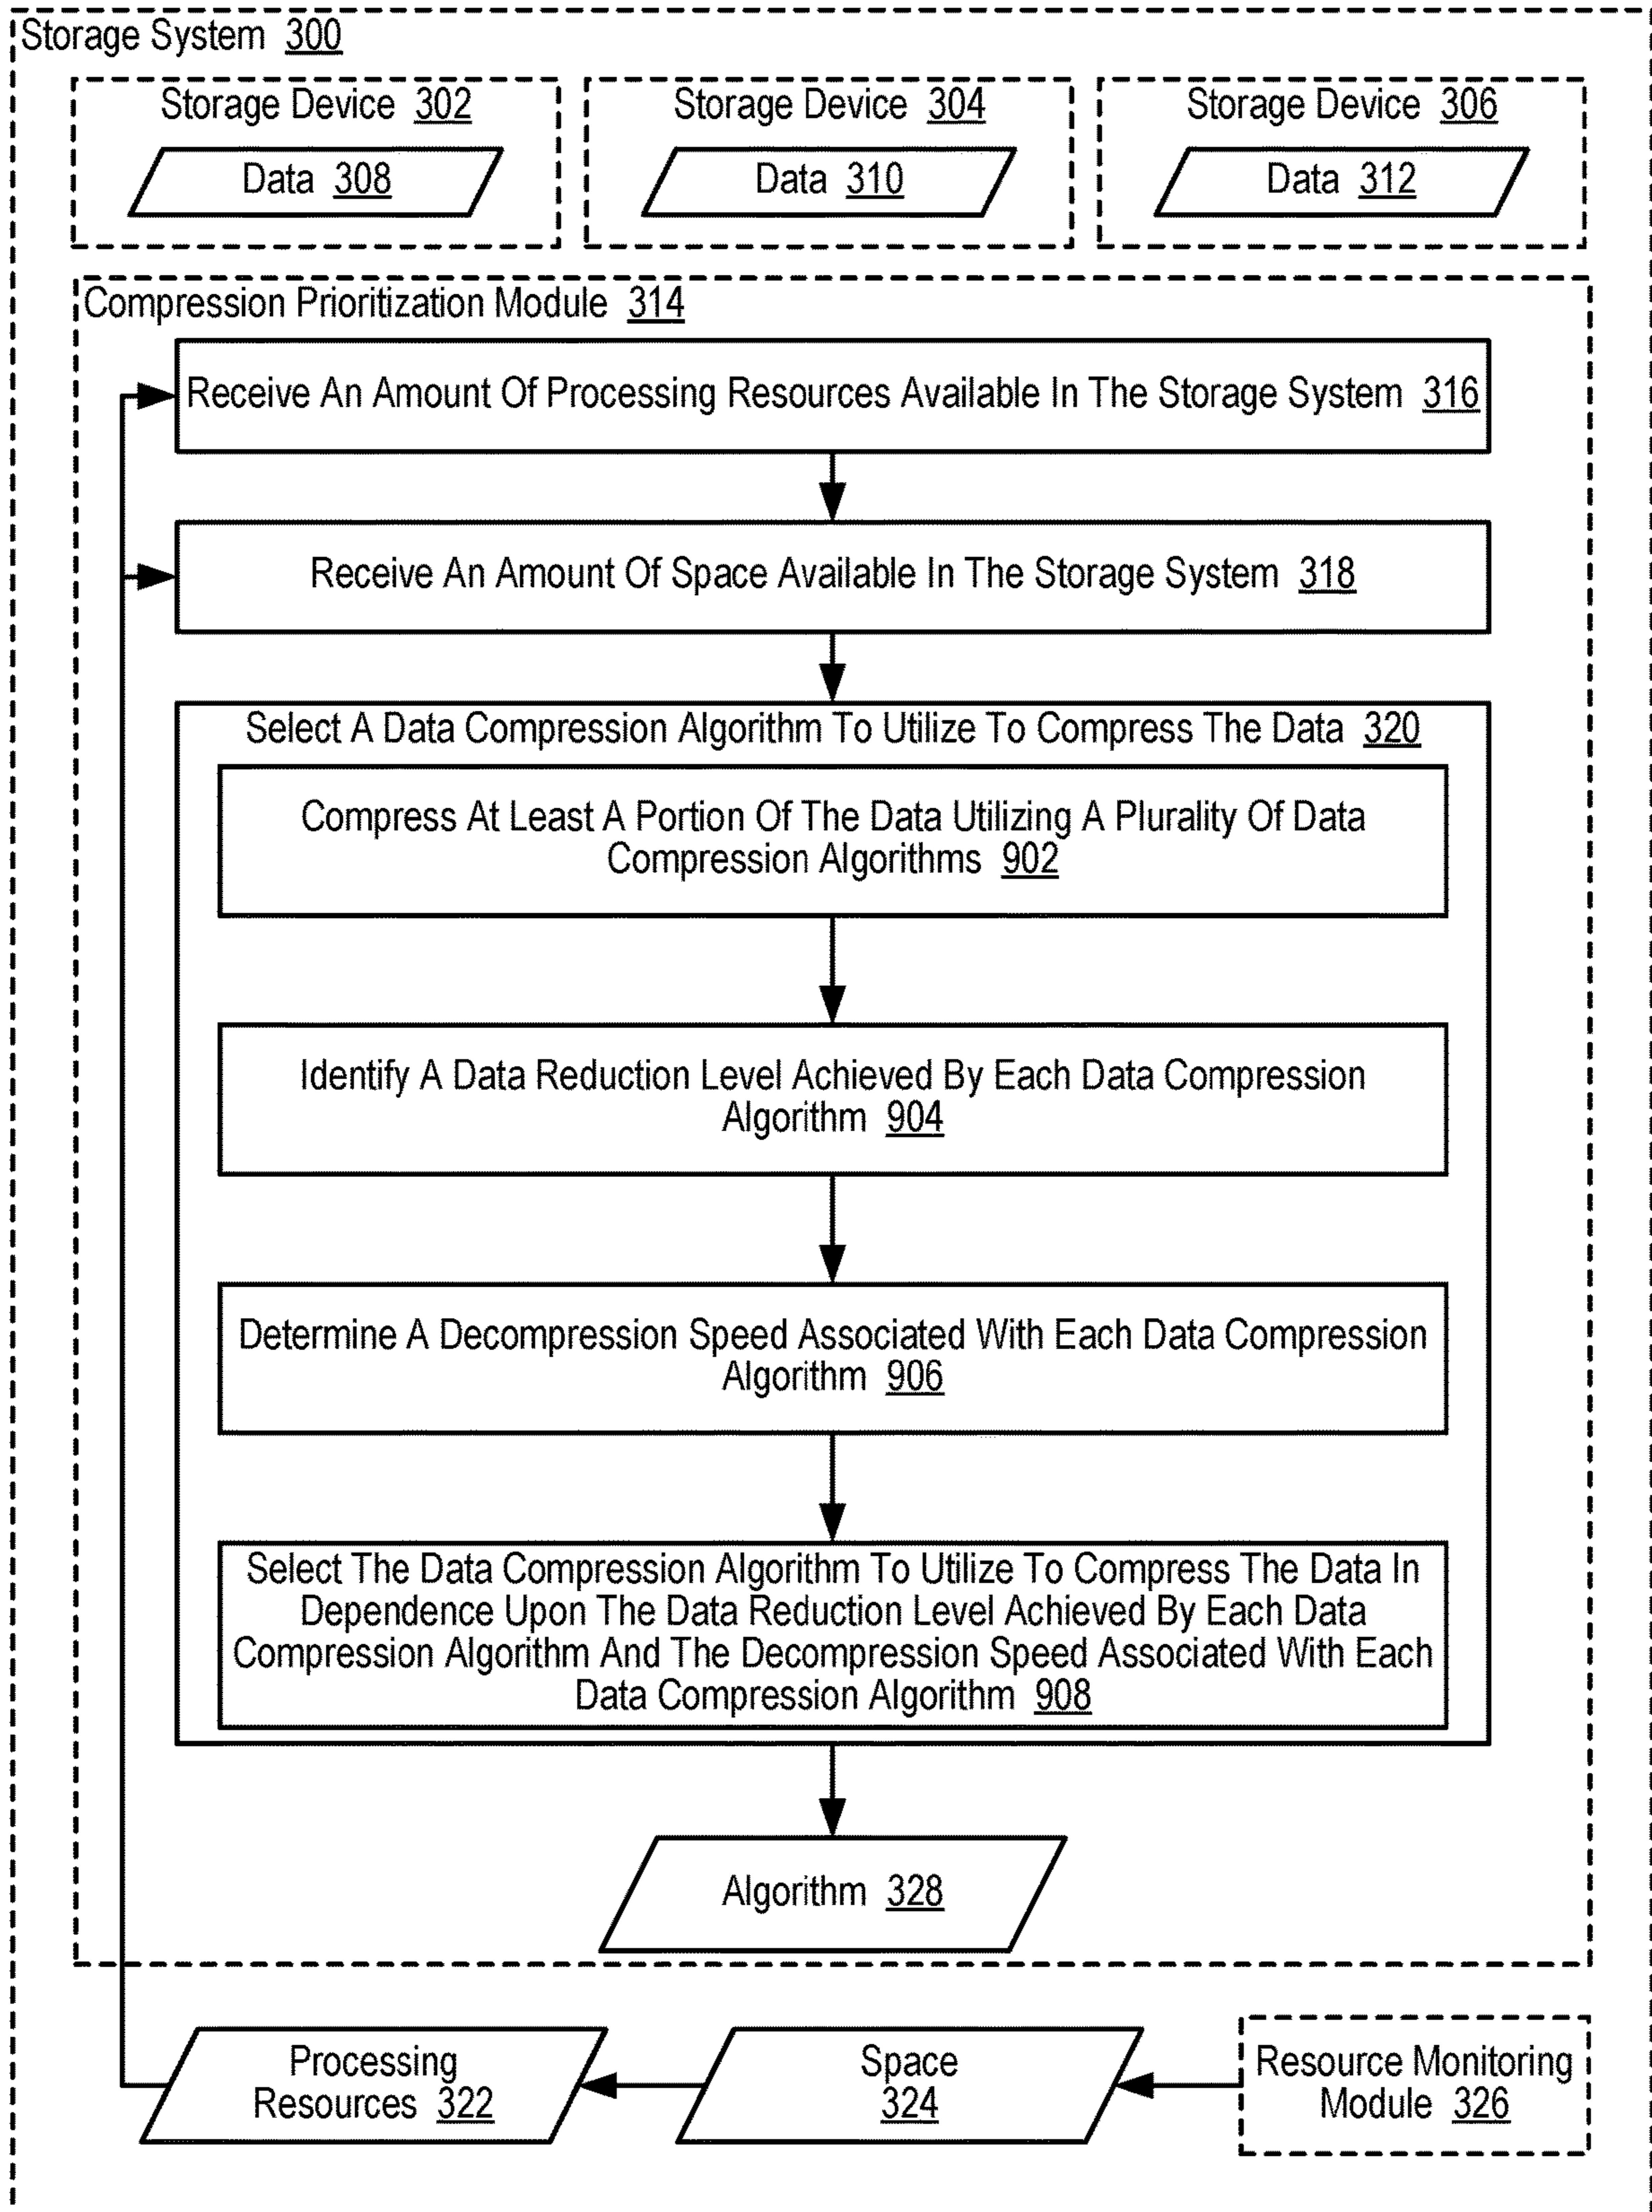 Storage System 300
Storage Device 302
Data 308
Storage Device 304
Data 310
Storage Device 306
Data 312
Compression Prioritization Module 314
Receive An Amount Of Processing Resources Available In The Storage System 316
Receive An Amount Of Space Available In The Storage System 318
Select A Data Compression Algorithm To Utilize To Compress The Data 320
Compress At Least A Portion Of The Data Utilizing A Plurality Of Data
Compression Algorithms 902
Identify A Data Reduction Level Achieved By Each Data Compression
Algorithm 904
Determine A Decompression Speed Associated With Each Data Compression
Algorithm 906
Select The Data Compression Algorithm To Utilize To Compress The Data In
Dependence Upon The Data Reduction Level Achieved By Each Data
Compression Algorithm And The Decompression Speed Associated With Each
Data Compression Algorithm 908
Algorithm 328
Processing
Resources 322
Space
324
Resource Monitoring
Module 326